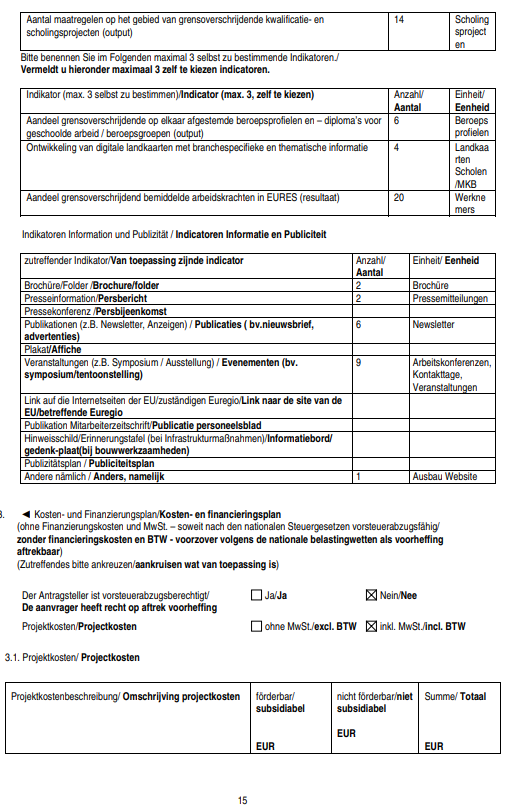 Aantal maatregelen op het gebied van grensoverschrijdende kwalificatie- en
scholingsprojecten (output)
14
Scholing
sproject
en
Bitte benennen Sie im Folgenden maximal 3 selbst zu bestimmende Indikatoren./
Vermeldt u hieronder maximaal 3 zelf te kiezen indicatoren.
Indikator (max. 3 selbst zu bestimmen)/Indicator (max. 3, zelf te kiezen)
Anzahl/
Aantal
Einheit/
Eenheid
Aandeel grensoverschrijdende op elkaar afgestemde beroepsprofielen en – diploma's voor
geschoolde arbeid / beroepsgroepen (output)
6
Beroeps
profielen
Ontwikkeling van digitale landkaarten met branchespecifieke en thematische informatie
4
Landkaa
rten
Scholen
/MKB
Aandeel grensoverschrijdend bemiddelde arbeidskrachten in EURES (resultaat)
20
Werkne
mers
Indikatoren Information und Publizität / Indicatoren Informatie en Publiciteit
zutreffender Indikator/Van toepassing zijnde indicator
Anzahl/
Aantal
Einheit/ Eenheid
Brochüre/Folder /Brochure/folder
2
Brochüre
Presseinformation/Persbericht
2
Pressemitteilungen
Pressekonferenz /Persbijeenkomst
Publikationen (z.B. Newsletter, Anzeigen) / Publicaties ( bv.nieuwsbrief,
advertenties)
6
Newsletter
Plakat/Affiche
Veranstaltungen (z.B. Symposium / Ausstellung) / Evenementen (bv.
symposium/tentoonstelling)
9
Arbeitskonferenzen,
Kontakttage,
Veranstaltungen
Link auf die Internetseiten der EU/zuständigen Euregio/Link naar de site van de
EU/betreffende Euregio
Publikation Mitarbeiterzeitschrift/Publicatie personeelsblad
Hinweisschild/Erinnerungstafel (bei Infrastrukturmaßnahmen)/Informatiebord/
gedenk-plaat(bij bouwwerkzaamheden)
Publizitätsplan / Publiciteitsplan
Andere nämlich / Anders, namelijk
1
Ausbau Website
3. ◄ Kosten- und Finanzierungsplan/Kosten- en financieringsplan
(ohne Finanzierungskosten und MwSt. – soweit nach den nationalen Steuergesetzen vorsteuerabzugsfähig/
zonder financieringskosten en BTW - voorzover volgens de nationale belastingwetten als voorheffing
aftrekbaar)
(Zutreffendes bitte ankreuzen/aankruisen wat van toepassing is)
Der Antragsteller ist vorsteuerabzugsberechtigt/ ☐ Ja/Ja ☒ Nein/Nee
De aanvrager heeft recht op aftrek voorheffing
Projektkosten/Projectkosten ☐ ohne MwSt./excl. BTW ☒ inkl. MwSt./incl. BTW
3.1. Projektkosten/ Projectkosten
Projektkostenbeschreibung/ Omschrijving projectkosten
förderbar/
subsidiabel
EUR
nicht förderbar/niet
subsidiabel
EUR
Summe/ Totaal
EUR
15